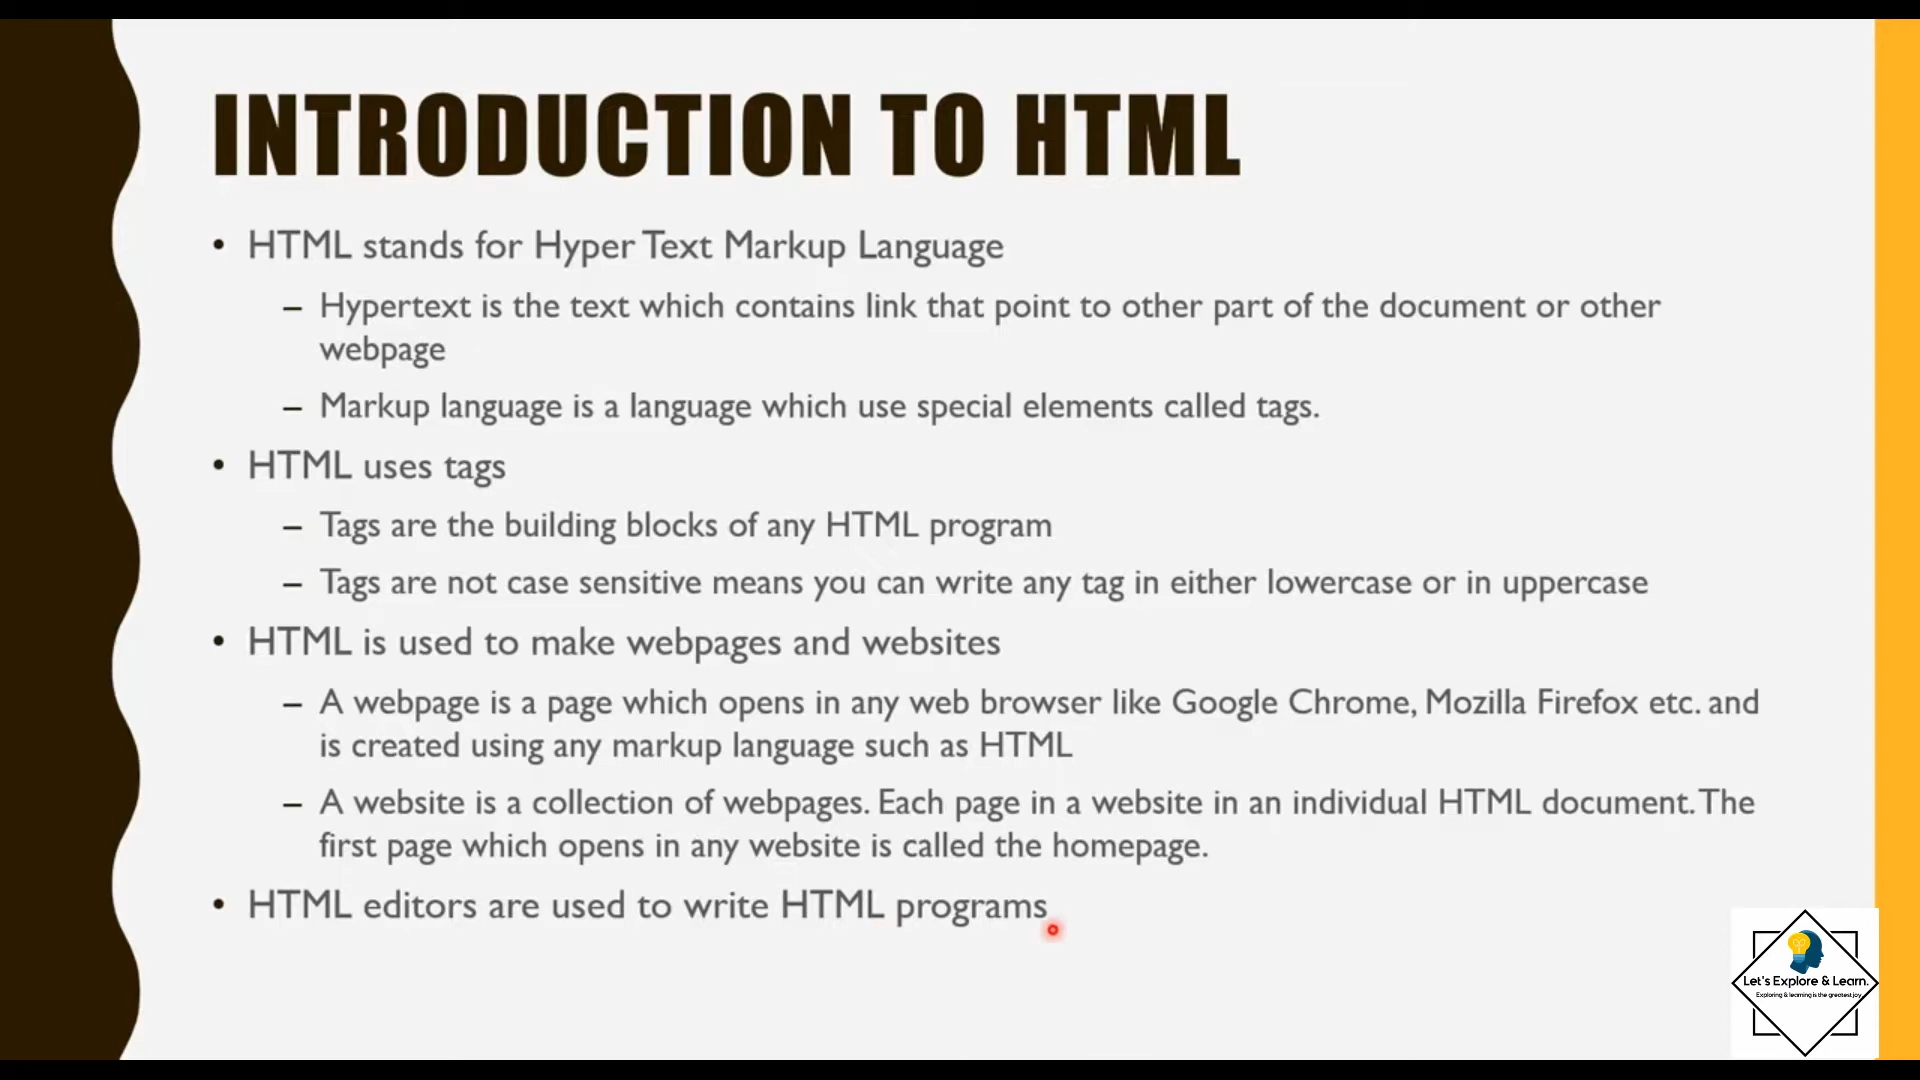 INTRODUCTION TO HTML
• HTML stands for Hyper Text Markup Language
– Hypertext is the text which contains link that point to other part of the document or other
webpage
– Markup language is a language which use special elements called tags.
• HTML uses tags
– Tags are the building blocks of any HTML program
– Tags are not case sensitive means you can write any tag in either lowercase or in uppercase
• HTML is used to make webpages and websites
– A webpage is a page which opens in any web browser like Google Chrome, Mozilla Firefox etc. and
is created using any markup language such as HTML
– A website is a collection of webpages. Each page in a website in an individual HTML document. The
first page which opens in any website is called the homepage.
• HTML editors are used to write HTML programs
Let's Explore & Learn.
Exploring & learning is the greatest joy